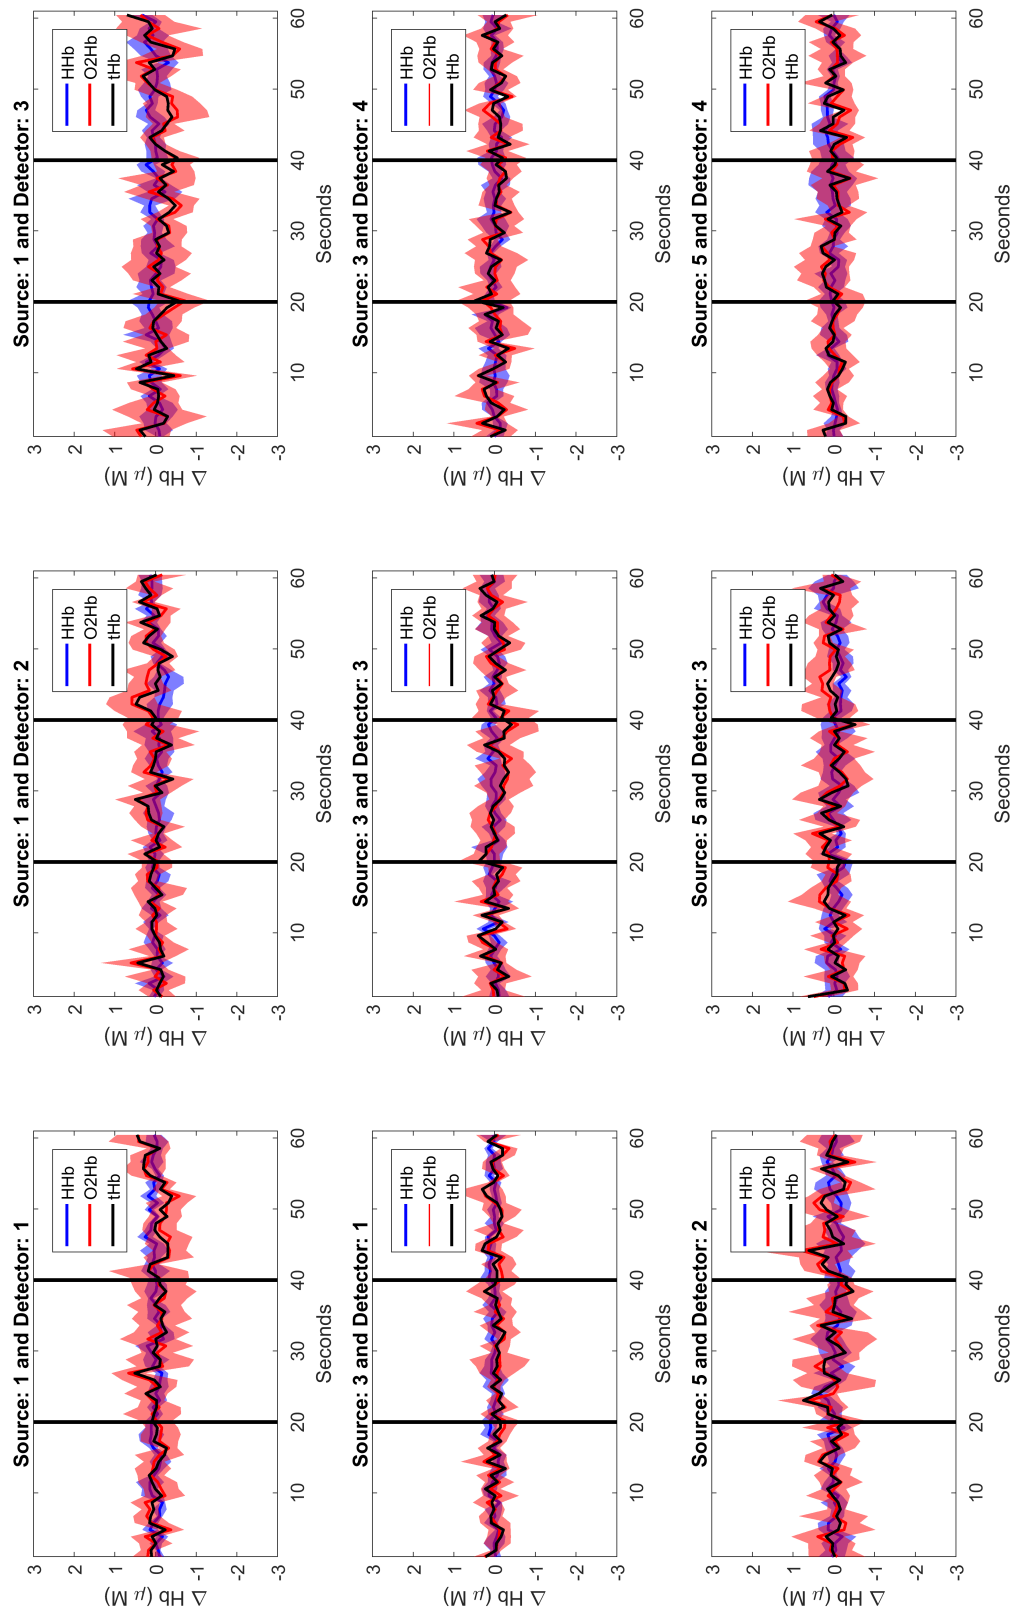 Source: 1 and Detector: 1
3
2
1
0
-1
-2
-3
Δ Hb (μ M)
10
20
30
40
50
60
Seconds
HHb
O2Hb
tHb
Source: 1 and Detector: 2
3
2
1
0
-1
-2
-3
Δ Hb (μ M)
10
20
30
40
50
60
Seconds
HHb
O2Hb
tHb
Source: 1 and Detector: 3
3
2
1
0
-1
-2
-3
Δ Hb (μ M)
10
20
30
40
50
60
Seconds
HHb
O2Hb
tHb
Source: 3 and Detector: 1
3
2
1
0
-1
-2
-3
Δ Hb (μ M)
10
20
30
40
50
60
Seconds
HHb
O2Hb
tHb
Source: 3 and Detector: 3
3
2
1
0
-1
-2
-3
Δ Hb (μ M)
10
20
30
40
50
60
Seconds
HHb
O2Hb
tHb
Source: 3 and Detector: 4
3
2
1
0
-1
-2
-3
Δ Hb (μ M)
10
20
30
40
50
60
Seconds
HHb
O2Hb
tHb
Source: 5 and Detector: 2
3
2
1
0
-1
-2
-3
Δ Hb (μ M)
10
20
30
40
50
60
Seconds
HHb
O2Hb
tHb
Source: 5 and Detector: 3
3
2
1
0
-1
-2
-3
Δ Hb (μ M)
10
20
30
40
50
60
Seconds
HHb
O2Hb
tHb
Source: 5 and Detector: 4
3
2
1
0
-1
-2
-3
Δ Hb (μ M)
10
20
30
40
50
60
Seconds
HHb
O2Hb
tHb